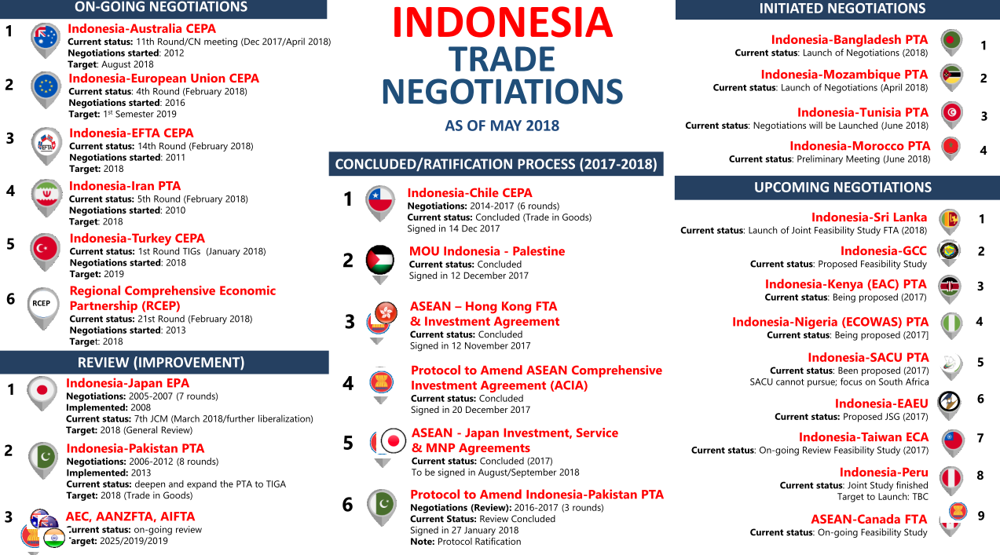 ON-GOING NEGOTIATIONS
1
Indonesia-Australia CEPA
Current status: 11th Round/CN meeting (Dec 2017/April 2018)
Negotiations started: 2012
Target: August 2018
2
Indonesia-European Union CEPA
Current status: 4th Round (February 2018)
Negotiations started: 2016
Target: 1st Semester 2019
3
EFTA
Indonesia-EFTA CEPA
Current status: 14th Round (February 2018)
Negotiations started: 2011
Target: 2018
4
Indonesia-Iran PTA
Current status: 5th Round (February 2018)
Negotiations started: 2010
Target: 2018
5
Indonesia-Turkey CEPA
Current status: 1st Round TIGs (January 2018)
Negotiations started: 2018
Target: 2019
6
RCEP
Regional Comprehensive Economic
Partnership (RCEP)
Current status: 21st Round (February 2018)
Negotiations started: 2013
Target: 2018
REVIEW (IMPROVEMENT)
1
Indonesia-Japan EPA
Negotiations: 2005-2007 (7 rounds)
Implemented: 2008
Current status: 7th JCM (March 2018/further liberalization)
Target: 2018 (General Review)
2
Indonesia-Pakistan PTA
Negotiations: 2006-2012 (8 rounds)
Implemented: 2013
Current status: deepen and expand the PTA to TIGA
Target: 2018 (Trade in Goods)
3
AEC, AANZFTA, AIFTA
Current status: on-going review
Target: 2025/2019/2019
INDONESIA
TRADE
NEGOTIATIONS
AS OF MAY 2018
CONCLUDED/RATIFICATION PROCESS (2017-2018)
1
Indonesia-Chile CEPA
Negotiations: 2014-2017 (6 rounds)
Current status: Concluded (Trade in Goods)
Signed in 14 Dec 2017
2
MOU Indonesia - Palestine
Current status: Concluded
Signed in 12 December 2017
3
ASEAN – Hong Kong FTA
& Investment Agreement
Current status: Concluded
Signed in 12 November 2017
4
Protocol to Amend ASEAN Comprehensive
Investment Agreement (ACIA)
Current status: Concluded
Signed in 20 December 2017
5
ASEAN - Japan Investment, Service
& MNP Agreements
Current status: Concluded (2017)
To be signed in August/September 2018
6
Protocol to Amend Indonesia-Pakistan PTA
Negotiations (Review): 2016-2017 (3 rounds)
Current Status: Review Concluded
Signed in 27 January 2018
Note: Protocol Ratification
INITIATED NEGOTIATIONS
Indonesia-Bangladesh PTA
Current status: Launch of Negotiations (2018)
1
Indonesia-Mozambique PTA
Current status: Launch of Negotiations (April 2018)
2
Indonesia-Tunisia PTA
Current status: Negotiations will be Launched (June 2018)
3
Indonesia-Morocco PTA
Current status: Preliminary Meeting (June 2018)
4
UPCOMING NEGOTIATIONS
Indonesia-Sri Lanka
Current status: Launch of Joint Feasibility Study FTA (2018)
1
Indonesia-GCC
Current status: Proposed Feasibility Study
2
Indonesia-Kenya (EAC) PTA
Current status: Being proposed (2017)
3
Indonesia-Nigeria (ECOWAS) PTA
Current status: Being proposed (2017]
4
Indonesia-SACU PTA
Current status: Been proposed (2017)
SACU cannot pursue; focus on South Africa
5
Indonesia-EAEU
Current status: Proposed JSG (2017)
6
Indonesia-Taiwan ECA
Current status: On-going Review Feasibility Study (2017)
7
Indonesia-Peru
Current status: Joint Study finished
Target to Launch: TBC
8
ASEAN-Canada FTA
Current status: On-going Feasibility Study
9